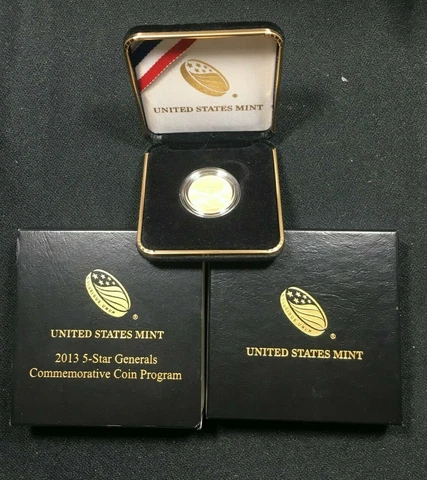 UNITED STATES MINT
UNITED STATES MINT
2013 5-Star Generals
Commemorative Coin Program
UNITED STATES MINT